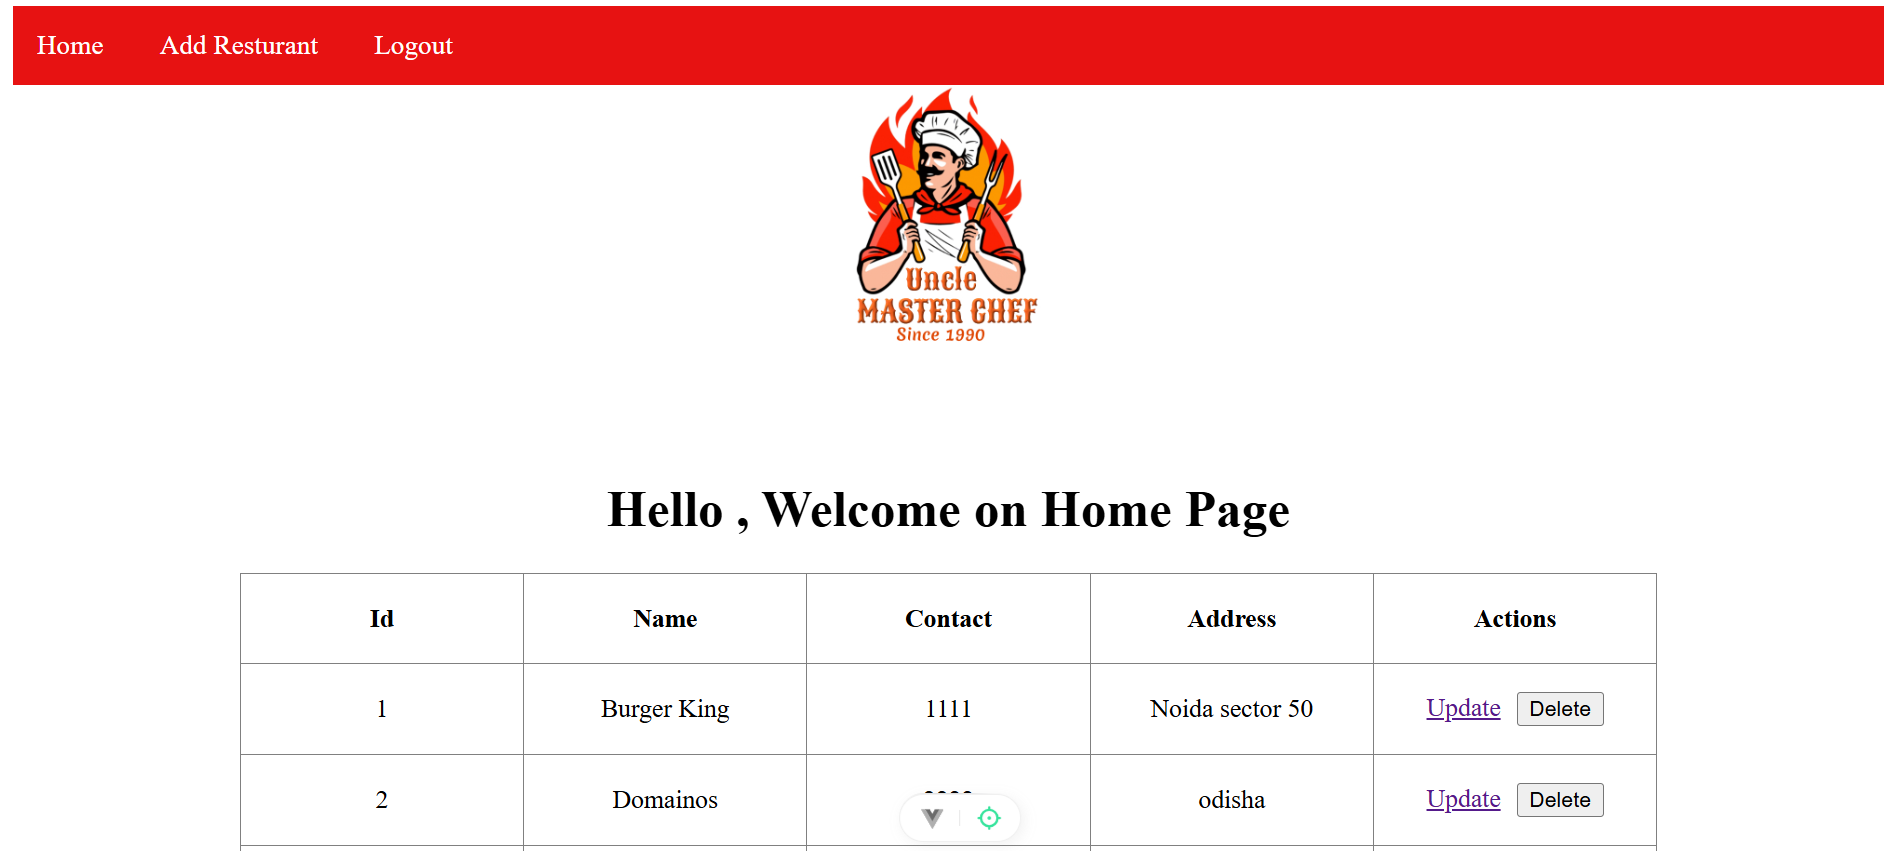 Home Add Resturant Logout
Uncle
MASTER CHEF
Since 1990
Hello , Welcome on Home Page
Id Name Contact Address Actions
1 Burger King 1111 Noida sector 50 Update Delete
2 Domainos odisha Update Delete